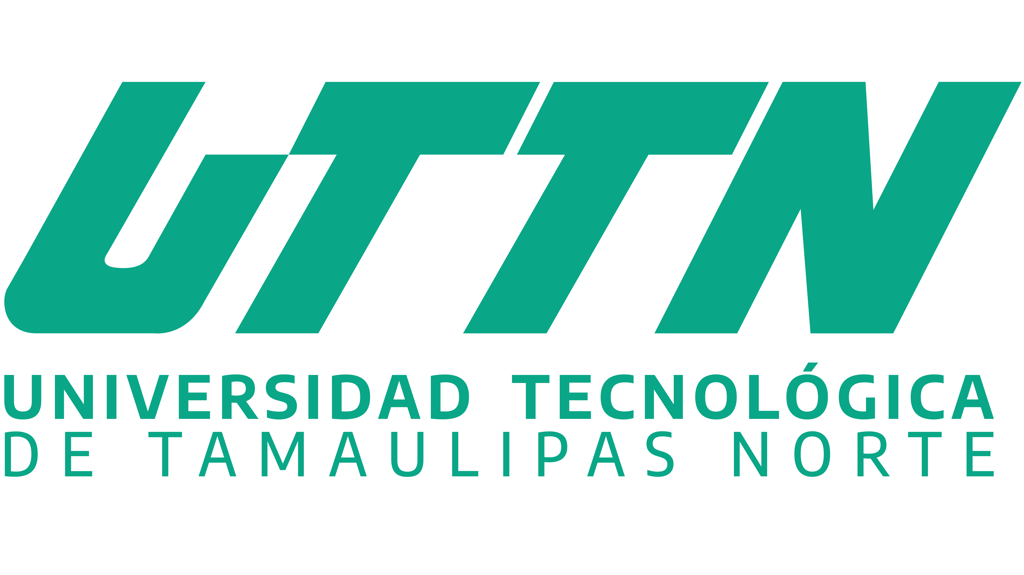 UTTN
UNIVERSIDAD TECNOLÓGICA
DE TAMAULIPAS NORTE